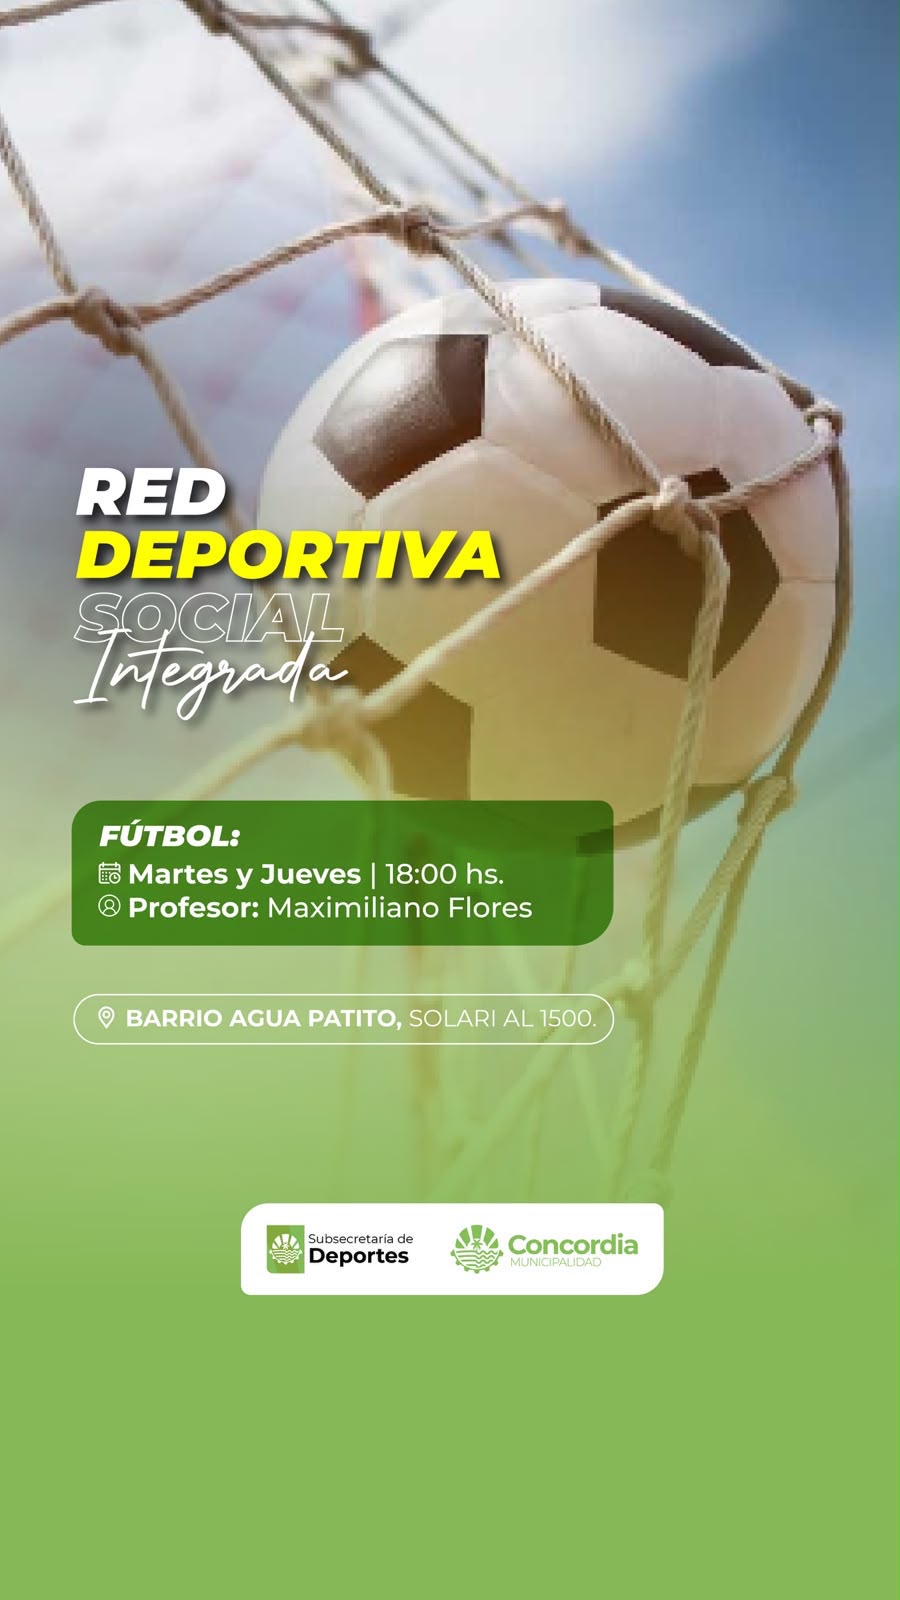 RED
DEPORTIVA
SOCIAL
Integrada
FÚTBOL:
Martes y Jueves | 18:00 hs.
Profesor: Maximiliano Flores
BARRIO AGUA PATITO, SOLARI AL 1500.
Subsecretaría de
Deportes
Concordia
MUNICIPALIDAD